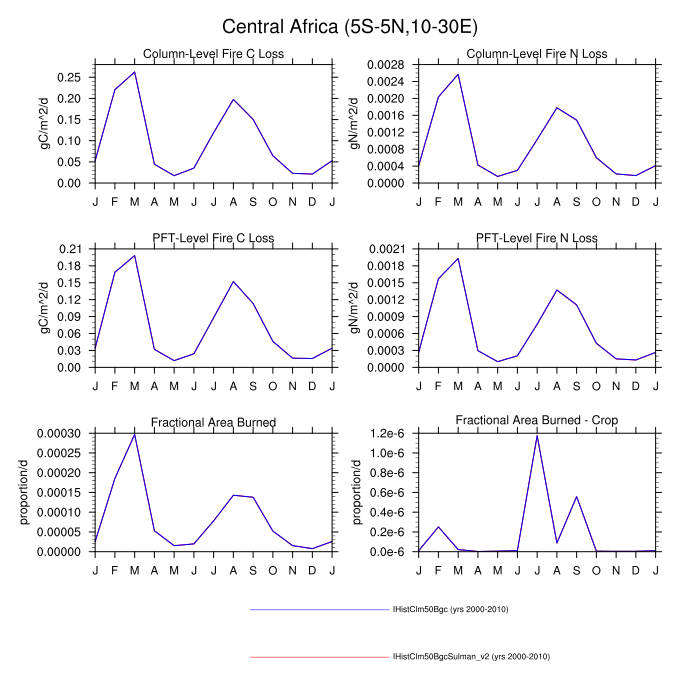 Central Africa (5S-5N,10-30E)
Column-Level Fire C Loss
gC/m^2/d
0.25
0.20
0.15
0.10
0.05
0.00
J F M A M J J A S O N D J
Column-Level Fire N Loss
gN/m^2/d
0.0028
0.0024
0.0020
0.0016
0.0012
0.0008
0.0004
0.0000
J F M A M J J A S O N D J
PFT-Level Fire C Loss
gC/m^2/d
0.21
0.18
0.15
0.12
0.09
0.06
0.03
0.00
J F M A M J J A S O N D J
PFT-Level Fire N Loss
gN/m^2/d
0.0021
0.0018
0.0015
0.0012
0.0009
0.0006
0.0003
0.0000
J F M A M J J A S O N D J
Fractional Area Burned
proportion/d
0.00030
0.00025
0.00020
0.00015
0.00010
0.00005
0.00000
J F M A M J J A S O N D J
Fractional Area Burned - Crop
proportion/d
1.2e-6
1.0e-6
0.8e-6
0.6e-6
0.4e-6
0.2e-6
0.0e-6
J F M A M J J A S O N D J
IHistClm50Bgc (yrs 2000-2010)
IHistClm50BgcSulman_v2 (yrs 2000-2010)